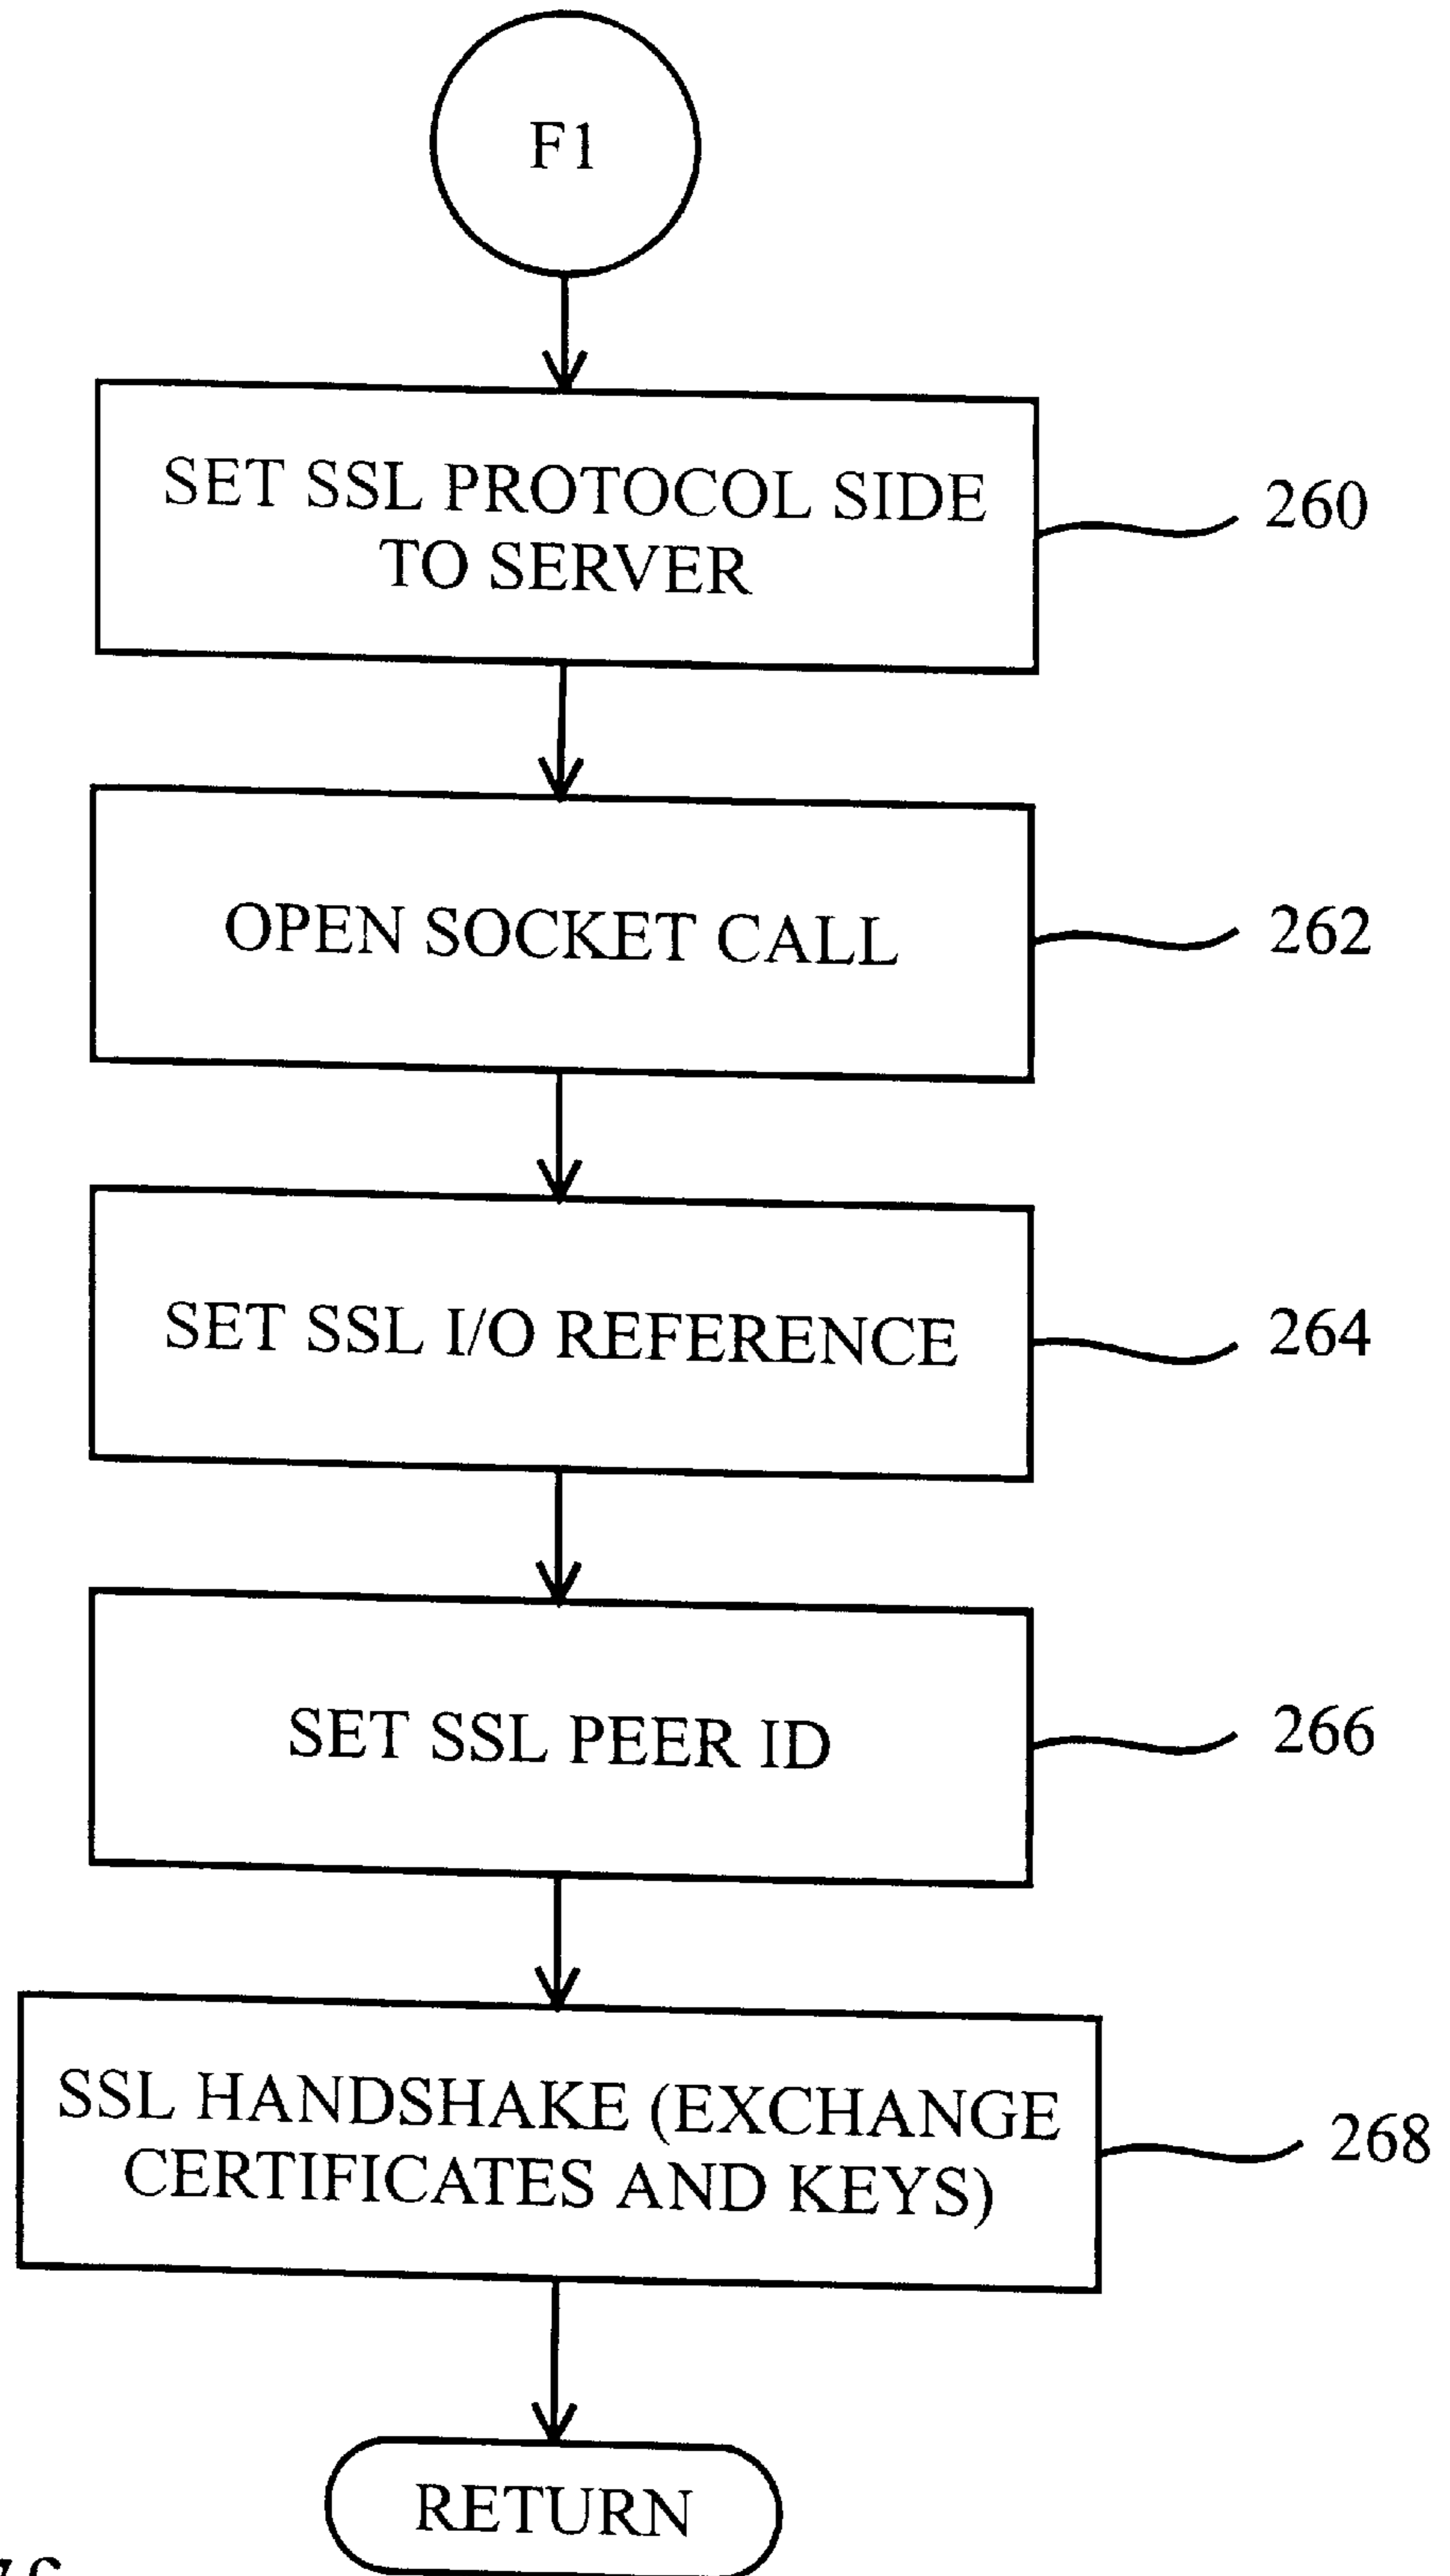 F1
SET SSL PROTOCOL SIDE
TO SERVER
260
OPEN SOCKET CALL
262
SET SSL I/O REFERENCE
264
SET SSL PEER ID
266
SSL HANDSHAKE (EXCHANGE
CERTIFICATES AND KEYS)
268
RETURN